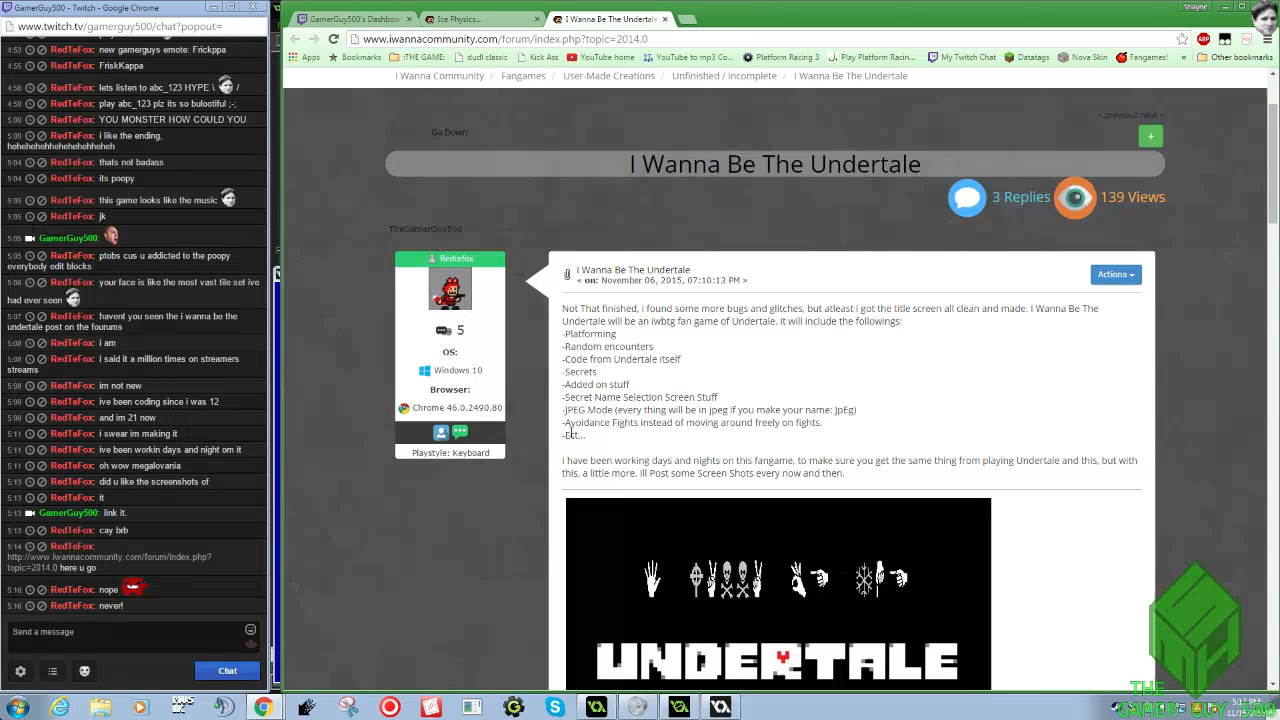 GamerGuy500 - Twitch - Google Chrome
www.twitch.tv/gamerguy500/chat?popout=
4:53 RedTeFox: new gamerguys emote: Frickppa
4:55 RedTeFox: FriskKappa
4:56 RedTeFox: lets listen to abc_123 HYPE \ /
4:59 RedTeFox: play abc_123 plz its so bulootiful ;-;
5:00 RedTeFox: YOU MONSTER HOW COULD YOU
5:00 RedTeFox: i like the ending,
hehehehehhehehehehheheh
5:04 RedTeFox: thats not badass
5:04 RedTeFox: its poopy
5:05 RedTeFox: this game looks like the music
5:05 RedTeFox: jk
5:05 GamerGuy500:
5:05 RedTeFox: ptobs cus u addicted to the poopy
everybody edit blocks
5:06 RedTeFox: your face is like the most vast tile set ive
had ever seen
5:07 RedTeFox: havent you seen the i wanna be the
undertale post on the fourums
5:08 RedTeFox: I am
5:08 RedTeFox: i said it a million times on streamers
streams
5:08 RedTeFox: im not new
5:09 RedTeFox: ive been coding since i was 12
5:09 RedTeFox: and im 21 now
5:11 RedTeFox: i swear im making it
5:11 RedTeFox: ive been workin days and night om it
5:11 RedTeFox: oh wow megalovania
5:13 RedTeFox: did u like the screenshots of
5:13 RedTeFox: it
5:13 GamerGuy500: link it.
5:13 RedTeFox: cay brb
5:14 RedTeFox:
http://www.iwannacommunity.com/forum/index.php?
topic=2014.0 here u go
5:16 RedTeFox: nope
5:16 RedTeFox: never!
Send a message
Chat
GamerGuy500's Dashboa
Ice Physics...
I Wanna Be The Undertale
Shayne
www.iwannacommunity.com/forum/index.php?topic=2014.0
Apps
Bookmarks
:THE GAME:
dudl classic
Kick Ass
YouTube home
YouTube to mp3 Co...
Platform Racing 3
Play Platform Racing...
My Twitch Chat
Datatags
Nova Skin
Fangames!
»
Other bookmarks
I Wanna Community / Fangames / User-Made Creations / Unfinished / Incomplete / I Wanna Be The Undertale
« previous next »
Go Down
+
I Wanna Be The Undertale
3 Replies
139 Views
TheGamerGuy500
Redtefox
5
OS:
Windows 10
Browser:
Chrome 46.0.2490.80
Playstyle: Keyboard
I Wanna Be The Undertale
« on: November 06, 2015, 07:10:13 PM »
Actions
Not That finished, i found some more bugs and glitches, but atleast i got the title screen all clean and made. I Wanna Be The
Undertale will be an iwbtg fan game of Undertale. It will include the followings:
-Platforming
-Random encounters
-Code from Undertale itself
-Secrets
-Added on stuff
-Secret Name Selection Screen Stuff
-JPEG Mode (every thing will be in jpeg if you make your name: JpEg)
-Avoidance Fights instead of moving around freely on fights.
-Ect...
I have been working days and nights on this fangame, to make sure you get the same thing from playing Undertale and this, but with
this, a little more. Ill Post some Screen Shots every now and then.
UNDERTALE
THE
GAMER GUY 500